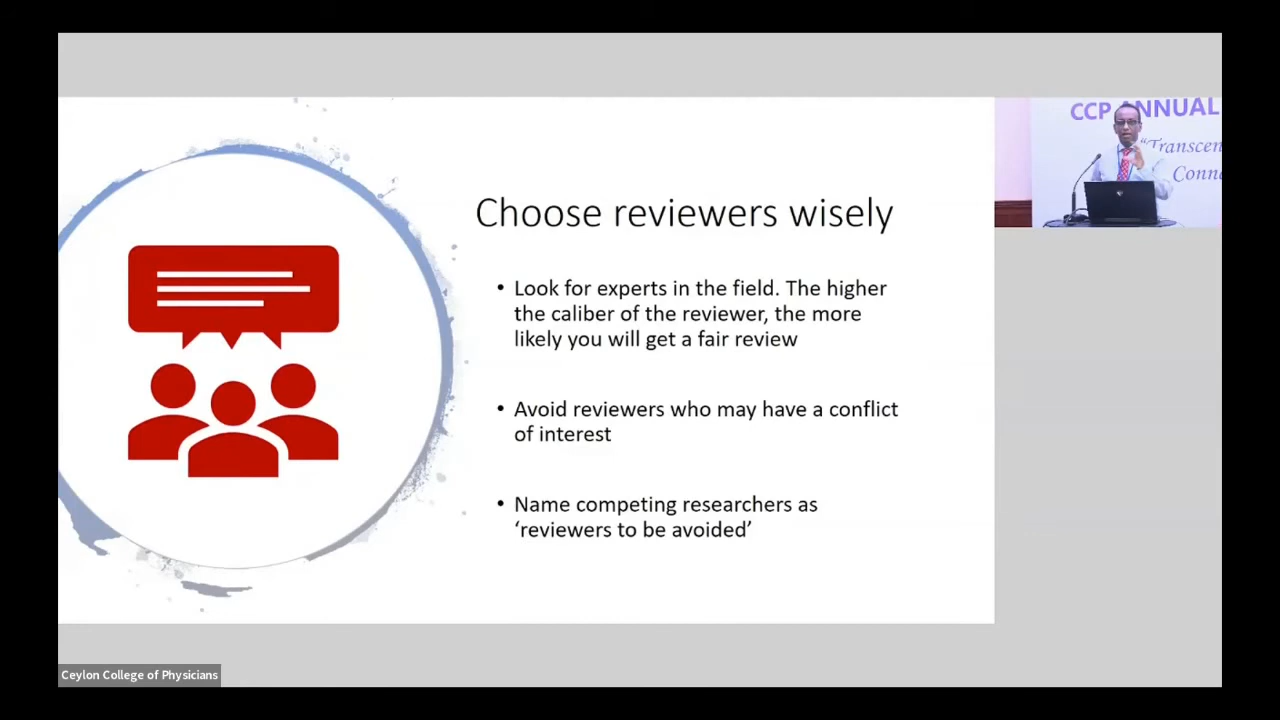 Choose reviewers wisely
• Look for experts in the field. The higher
the caliber of the reviewer, the more
likely you will get a fair review
• Avoid reviewers who may have a conflict
of interest
• Name competing researchers as
‘reviewers to be avoided’
CCP ANNUAL
“Transcen
Conne
Ceylon College of Physicians